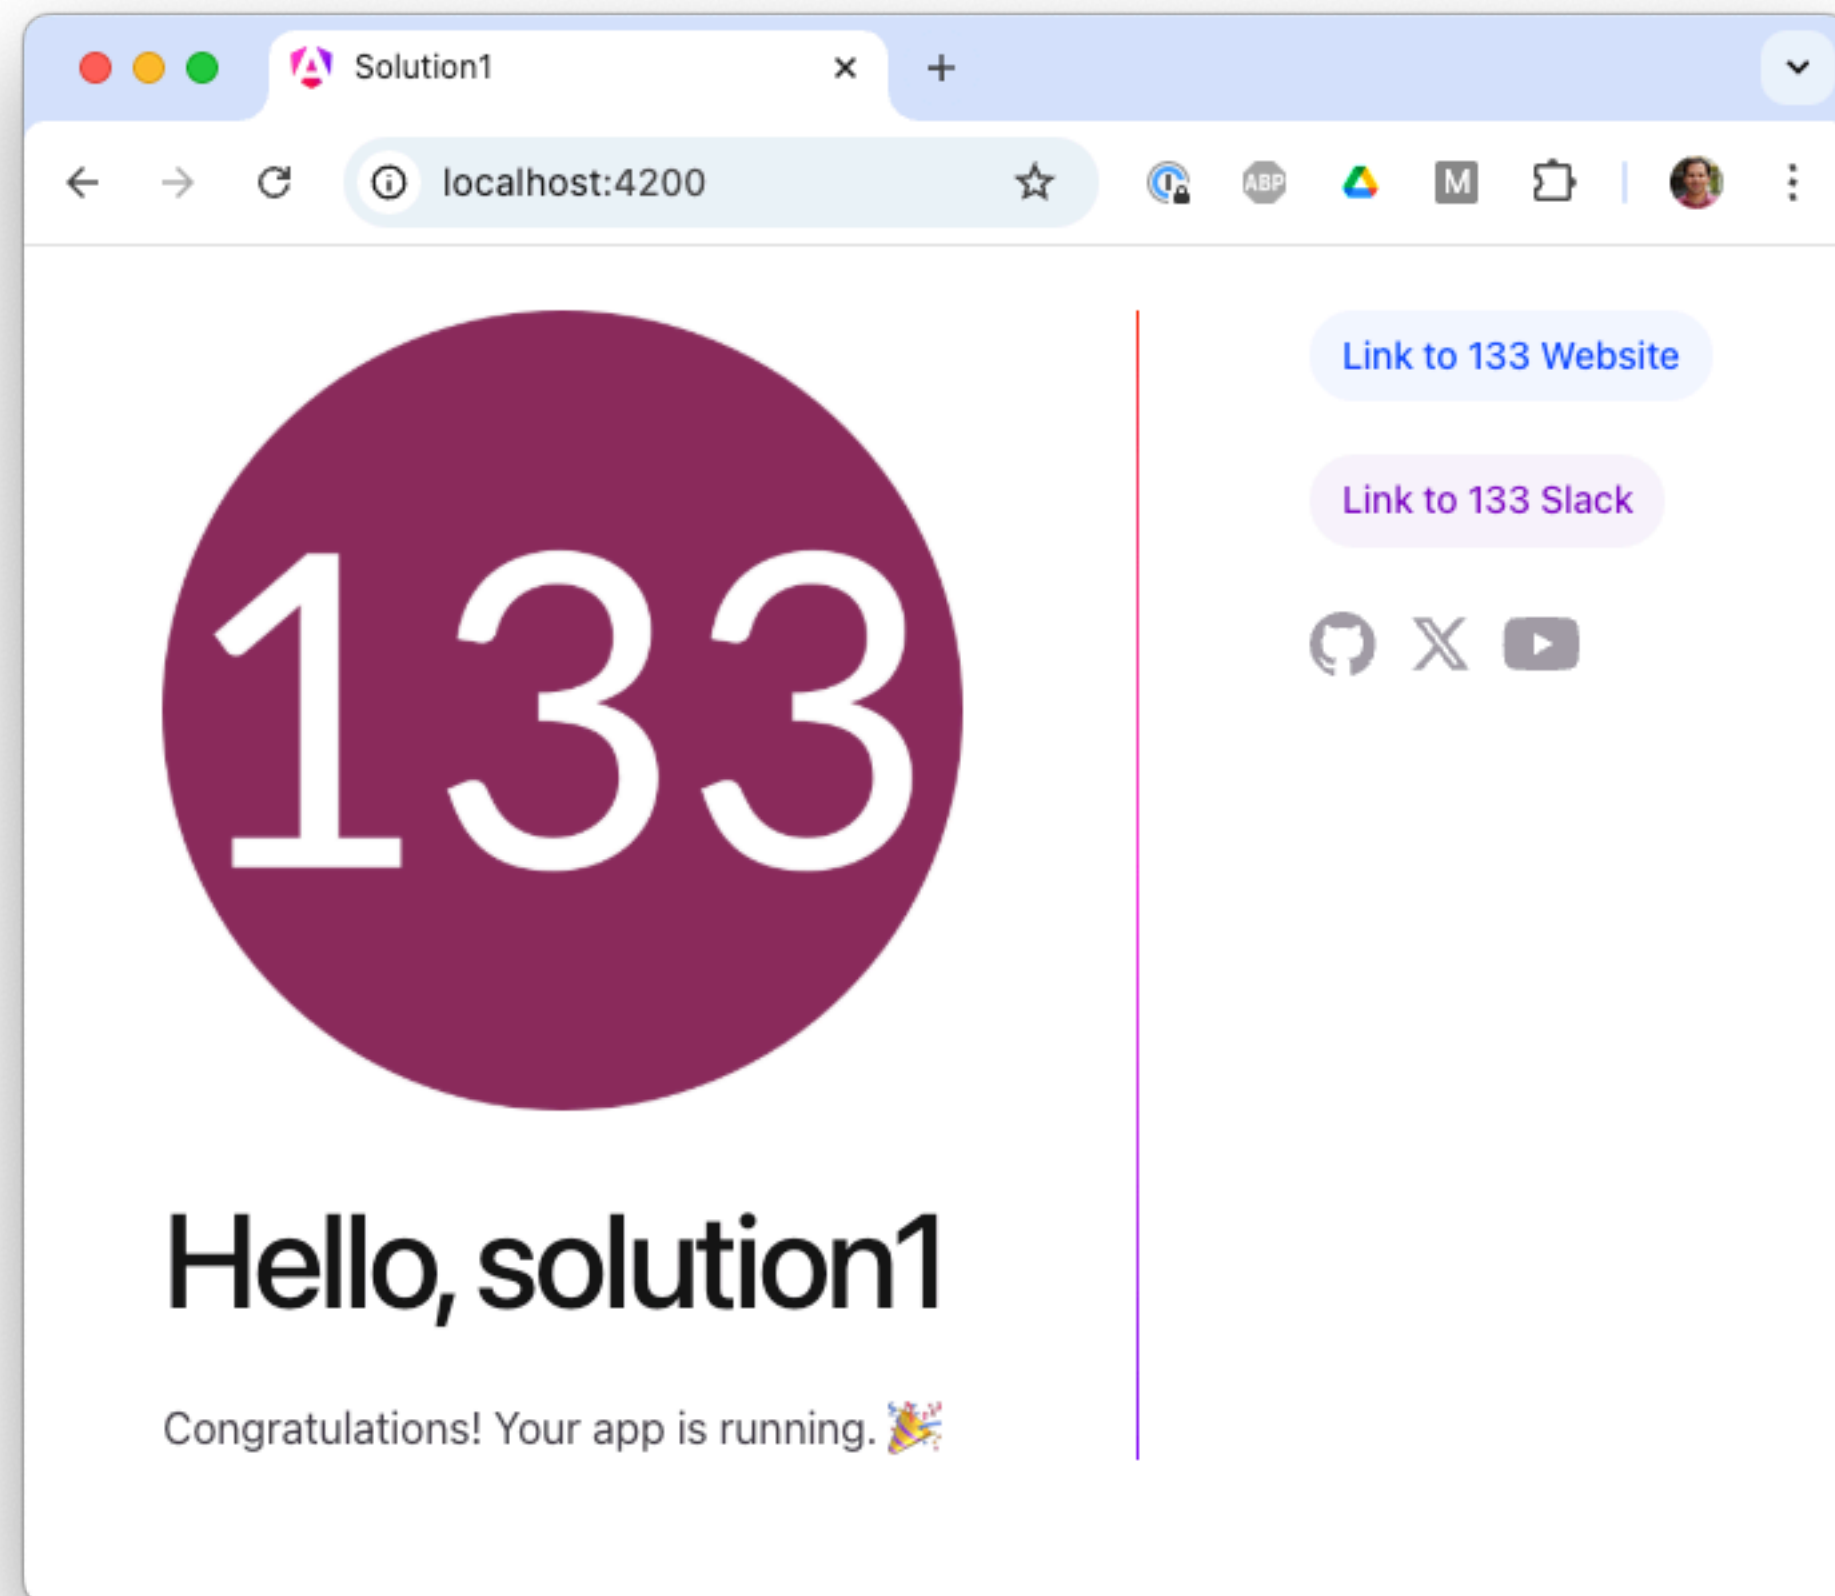 Solution1
localhost:4200
ABP
M
133
Hello, solution1
Congratulations! Your app is running. 🎉
Link to 133 Website
Link to 133 Slack